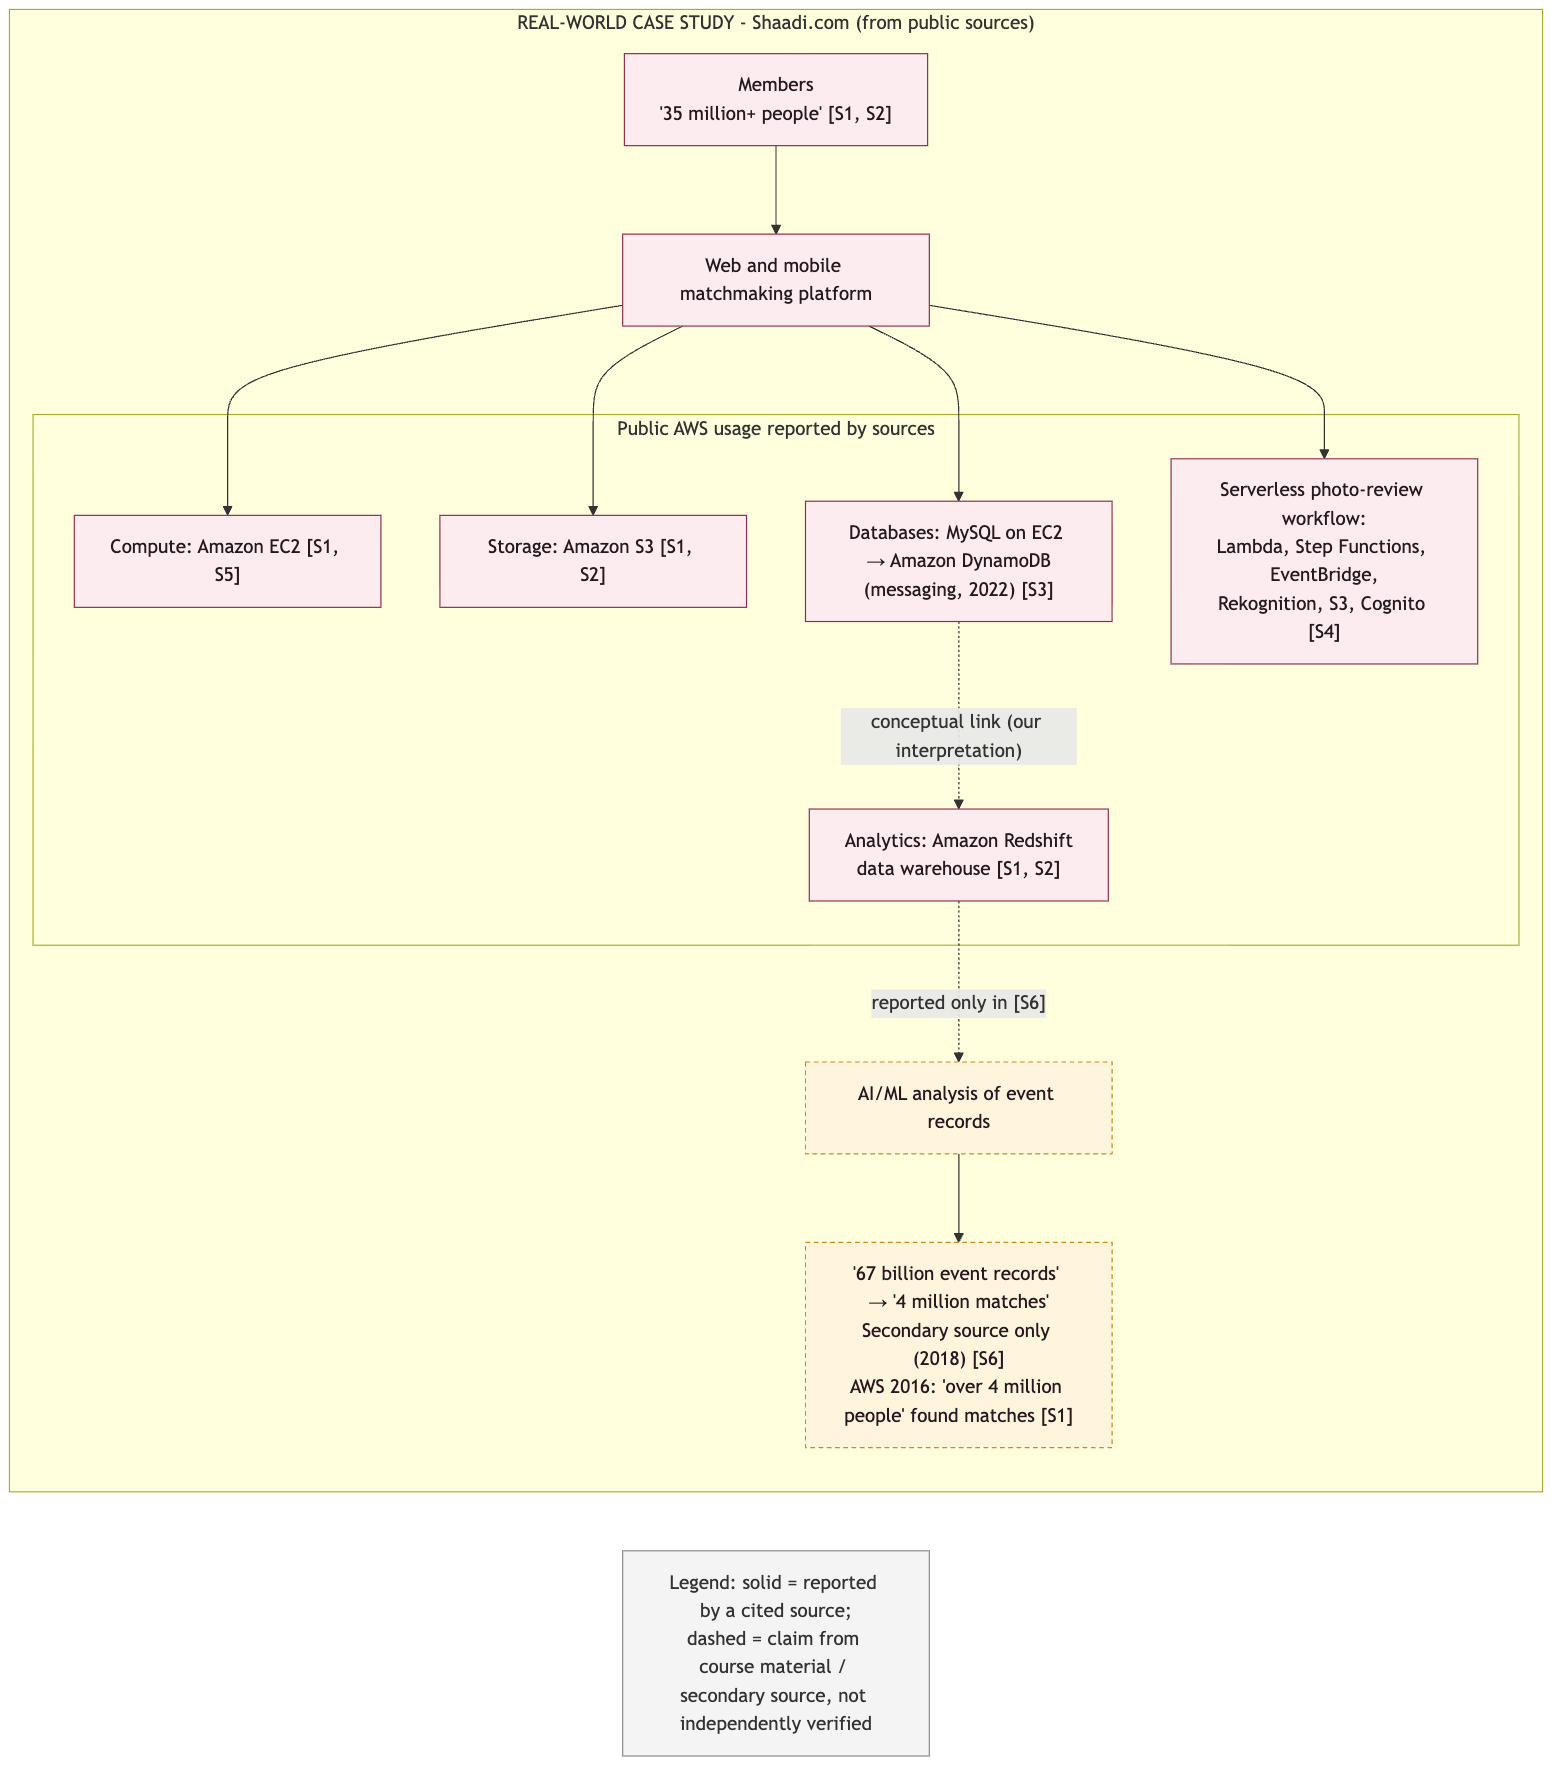 REAL-WORLD CASE STUDY - Shaadi.com (from public sources)
Members
'35 million+ people' [S1, S2]
Web and mobile
matchmaking platform
Public AWS usage reported by sources
Compute: Amazon EC2 [S1,
S5]
Storage: Amazon S3 [S1,
S2]
Databases: MySQL on EC2
→ Amazon DynamoDB
(messaging, 2022) [S3]
Serverless photo-review
workflow:
Lambda, Step Functions,
EventBridge,
Rekognition, S3, Cognito
[S4]
conceptual link (our
interpretation)
Analytics: Amazon Redshift
data warehouse [S1, S2]
reported only in [S6]
AI/ML analysis of event
records
'67 billion event records'
→ '4 million matches'
Secondary source only
(2018) [S6]
AWS 2016: 'over 4 million
people' found matches [S1]
Legend: solid = reported
by a cited source;
dashed = claim from
course material /
secondary source, not
independently verified